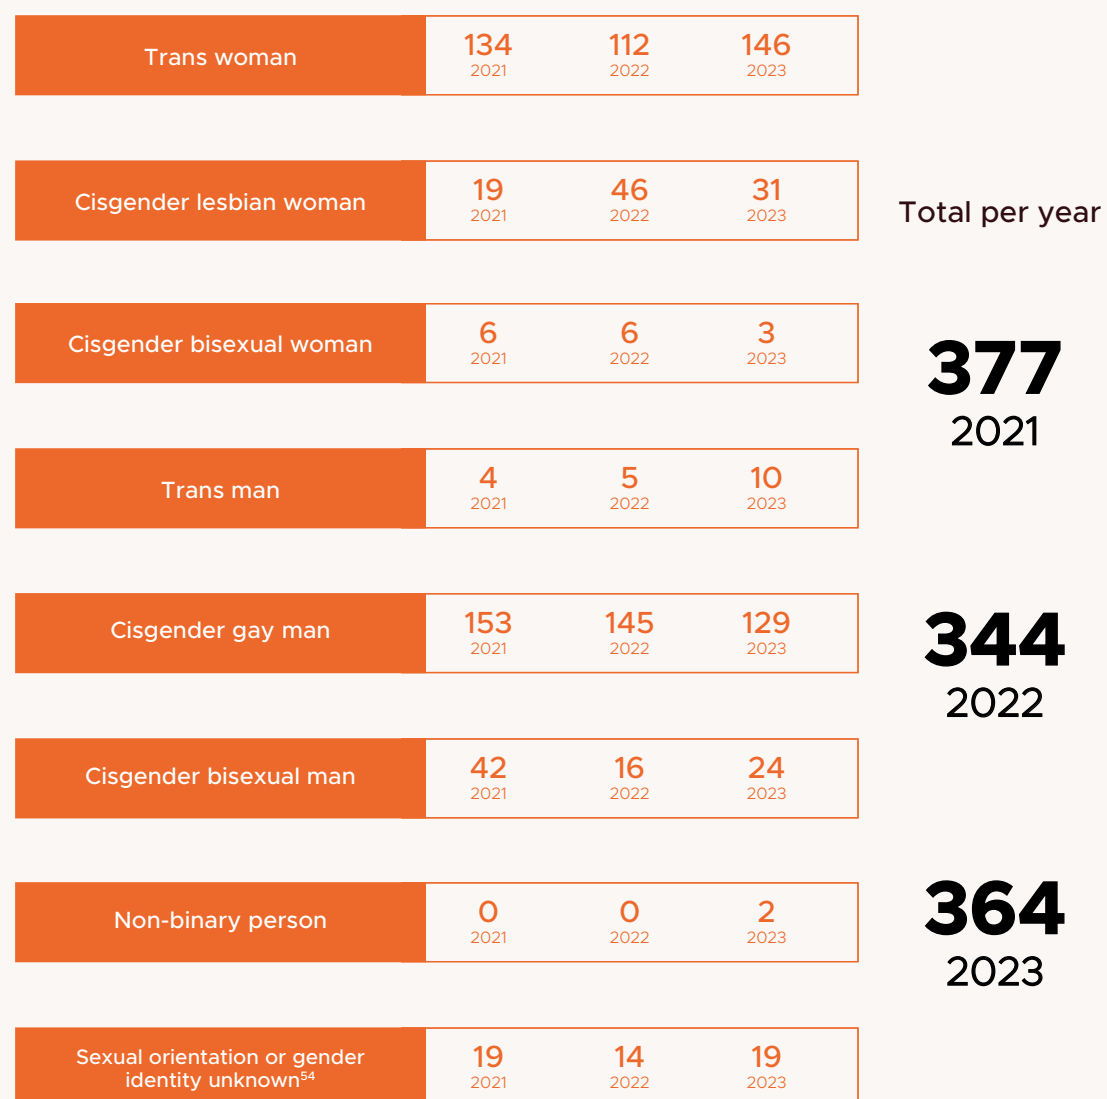 Trans woman
134 112 146
2021 2022 2023
Cisgender lesbian woman
19 46 31
2021 2022 2023
Cisgender bisexual woman
6 6 3
2021 2022 2023
Trans man
4 5 10
2021 2022 2023
Cisgender gay man
153 145 129
2021 2022 2023
Cisgender bisexual man
42 16 24
2021 2022 2023
Non-binary person
0 0 2
2021 2022 2023
Sexual orientation or gender
identity unknown⁵⁴
19 14 19
2021 2022 2023
Total per year
377
2021
344
2022
364
2023